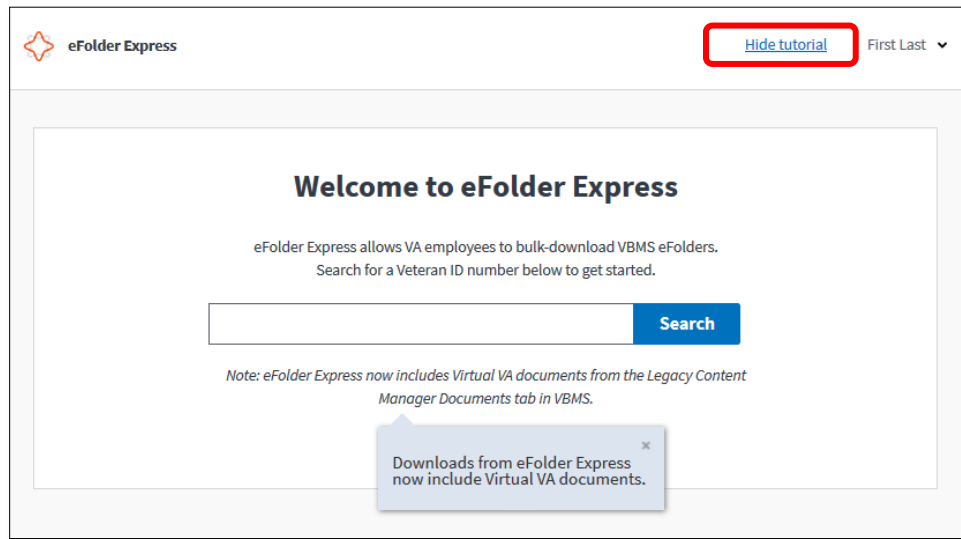 eFolder Express
Hide tutorial
First Last
Welcome to eFolder Express
eFolder Express allows VA employees to bulk-download VBMS eFolders.
Search for a Veteran ID number below to get started.
Search
Note: eFolder Express now includes Virtual VA documents from the Legacy Content
Manager Documents tab in VBMS.
×
Downloads from eFolder Express
now include Virtual VA documents.